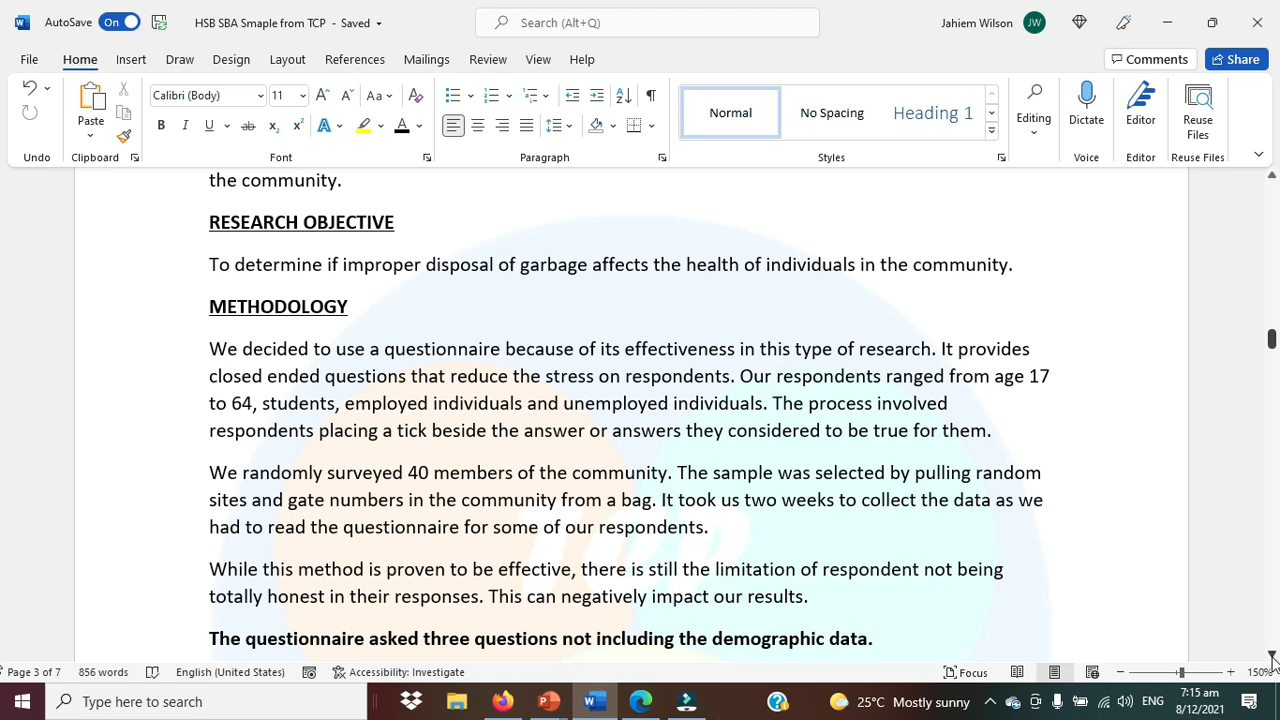 AutoSave On HSB SBA Smaple from TCP - Saved Search (Alt+Q) Jahiem Wilson JW
File Home Insert Draw Design Layout References Mailings Review View Help Comments Share
Calibri (Body) 11 Aa Normal No Spacing Heading 1
Paste Editing Dictate Editor Reuse Files
Undo Clipboard Font Paragraph Styles Voice Editor Reuse Files
the community.
RESEARCH OBJECTIVE
To determine if improper disposal of garbage affects the health of individuals in the community.
METHODOLOGY
We decided to use a questionnaire because of its effectiveness in this type of research. It provides
closed ended questions that reduce the stress on respondents. Our respondents ranged from age 17
to 64, students, employed individuals and unemployed individuals. The process involved
respondents placing a tick beside the answer or answers they considered to be true for them.
We randomly surveyed 40 members of the community. The sample was selected by pulling random
sites and gate numbers in the community from a bag. It took us two weeks to collect the data as we
had to read the questionnaire for some of our respondents.
While this method is proven to be effective, there is still the limitation of respondent not being
totally honest in their responses. This can negatively impact our results.
The questionnaire asked three questions not including the demographic data.
Page 3 of 7 856 words English (United States) Accessibility: Investigate Focus 150%
Type here to search 25°C Mostly sunny ENG 7:15 am
8/12/2021